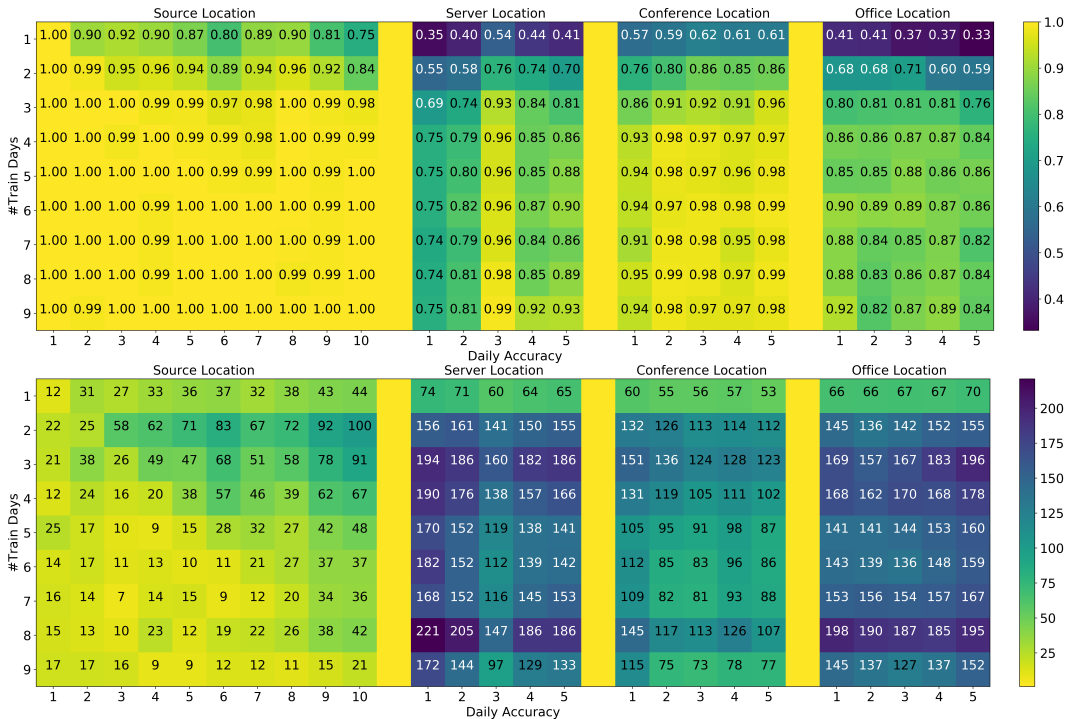 Source Location Server Location Conference Location Office Location
1 1.00 0.90 0.92 0.90 0.87 0.80 0.89 0.90 0.81 0.75 0.35 0.40 0.54 0.44 0.41 0.57 0.59 0.62 0.61 0.61 0.41 0.41 0.37 0.37 0.33 1.0
2 1.00 0.99 0.95 0.96 0.94 0.89 0.94 0.96 0.92 0.84 0.55 0.58 0.76 0.74 0.70 0.76 0.80 0.86 0.85 0.86 0.68 0.68 0.71 0.60 0.59 0.9
3 1.00 1.00 1.00 0.99 0.99 0.97 0.98 1.00 0.99 0.98 0.69 0.74 0.93 0.84 0.81 0.86 0.91 0.92 0.91 0.96 0.80 0.81 0.81 0.81 0.76 0.8
4 1.00 1.00 0.99 1.00 0.99 0.99 0.98 1.00 0.99 0.99 0.75 0.79 0.96 0.85 0.86 0.93 0.98 0.97 0.97 0.97 0.86 0.86 0.87 0.87 0.84
5 1.00 1.00 1.00 1.00 1.00 0.99 0.99 1.00 0.99 1.00 0.75 0.80 0.96 0.85 0.88 0.94 0.98 0.97 0.96 0.98 0.85 0.85 0.88 0.86 0.86 0.7
#Train Days
6 1.00 1.00 1.00 0.99 1.00 1.00 1.00 1.00 0.99 1.00 0.75 0.82 0.96 0.87 0.90 0.94 0.97 0.98 0.96 0.99 0.90 0.89 0.89 0.90 0.86 0.6
7 1.00 1.00 1.00 0.99 1.00 1.00 1.00 1.00 0.99 1.00 0.74 0.79 0.96 0.84 0.86 0.91 0.98 0.98 0.95 0.98 0.88 0.84 0.85 0.87 0.82 0.5
8 1.00 1.00 1.00 0.99 1.00 1.00 1.00 0.99 0.99 1.00 0.74 0.81 0.98 0.85 0.89 0.95 0.99 0.98 0.97 0.99 0.88 0.83 0.86 0.87 0.84
9 1.00 0.99 1.00 1.00 1.00 1.00 1.00 1.00 1.00 1.00 0.75 0.81 0.99 0.92 0.93 0.94 0.98 0.97 0.97 0.98 0.92 0.82 0.87 0.89 0.84 0.4
1 2 3 4 5 6 7 8 9 10 1 2 3 4 5 1 2 3 4 5 1 2 3 4 5
Daily Accuracy
Source Location Server Location Conference Location Office Location
1 12 31 27 33 36 37 32 38 43 44 74 71 60 64 65 60 55 56 57 53 66 66 67 67 70 200
2 22 25 58 62 71 83 67 72 92 100 156 161 141 150 155 132 126 113 114 112 145 136 142 152 155 175
3 21 38 26 49 47 68 51 58 78 91 194 186 160 182 186 151 136 124 128 123 169 157 167 183 196 150
4 12 24 16 20 38 57 46 39 62 67 190 176 138 157 166 131 119 105 111 102 168 162 170 168 178 125
5 25 17 10 9 15 28 32 27 42 48 170 152 119 138 141 105 95 91 98 87 141 141 144 153 160 100
#Train Days
6 14 17 11 13 10 11 21 27 37 37 182 152 112 139 142 112 85 83 96 86 143 139 136 148 159
7 16 14 7 14 15 9 12 20 34 36 168 152 116 145 153 109 82 81 93 88 153 156 154 157 167 75
8 15 13 10 23 12 19 22 26 38 42 221 205 147 186 186 145 117 113 126 107 198 190 187 185 195 50
9 17 17 16 9 9 12 12 11 15 21 172 144 97 129 133 115 75 73 78 77 145 137 127 137 152 25
1 2 3 4 5 6 7 8 9 10 1 2 3 4 5 1 2 3 4 5 1 2 3 4 5
Daily Accuracy